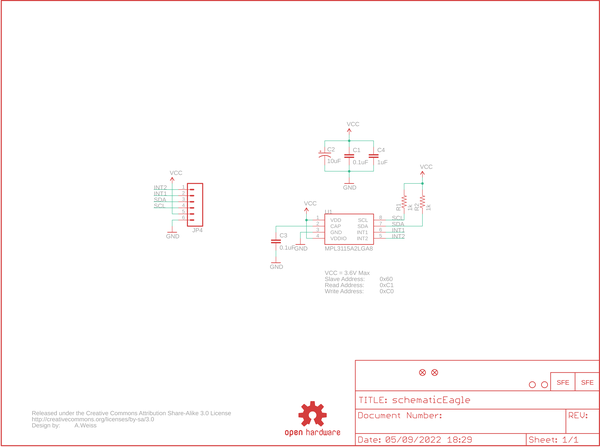 VCC
C2
10uF
C1
0.1uF
C4
1uF
GND
VCC
INT2
INT1
SDA
SCL
1
2
3
4
5
6
JP4
GND
VCC
R1
1k
R2
1k
VCC
U1
1 VDD SCL 8 SCL
2 CAP SDA 7 SDA
3 GND INT1 6 INT1
4 VDDIO INT2 5 INT2
MPL3115A2LGA8
C3
0.1uF
GND
GND
VCC = 3.6V Max
Slave Address: 0x60
Read Address: 0xC1
Write Address: 0xC0
SFE SFE
TITLE: schematicEagle
Document Number:
REV:
Date: 05/09/2022 18:29
Sheet: 1/1
Released under the Creative Commons Attribution Share-Alike 3.0 License
http://creativecommons.org/licenses/by-sa/3.0
Design by: A.Weiss
open hardware